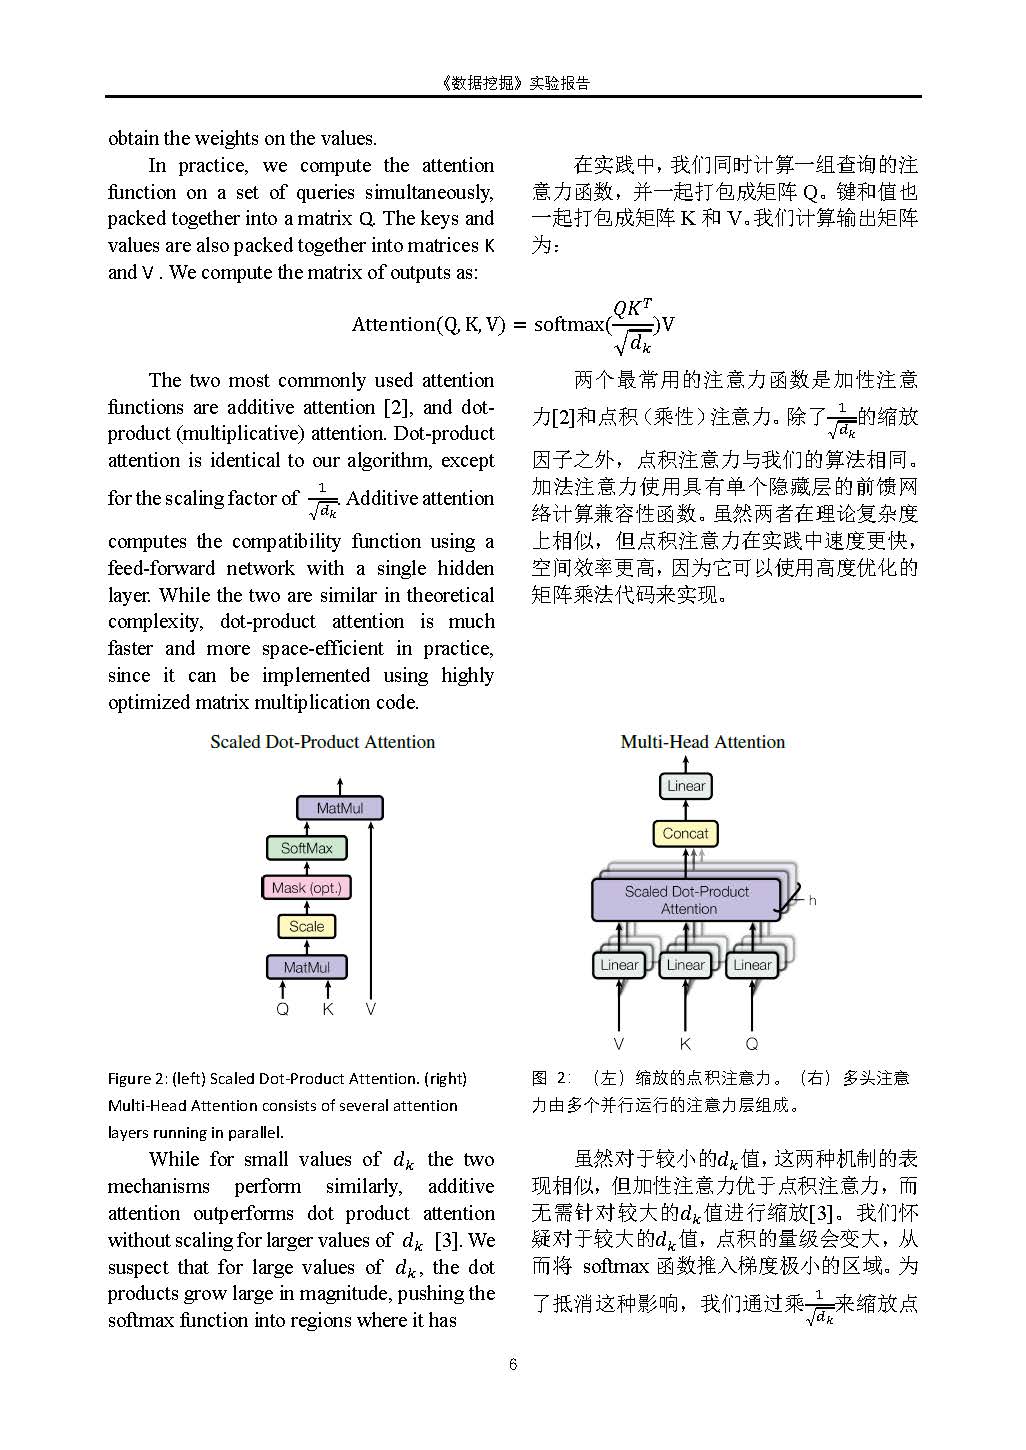 《数据挖掘》实验报告
obtain the weights on the values.
In practice, we compute the attention
function on a set of queries simultaneously,
packed together into a matrix Q. The keys and
values are also packed together into matrices K
and V . We compute the matrix of outputs as:
在实践中，我们同时计算一组查询的注
意力函数，并一起打包成矩阵 Q。键和值也
一起打包成矩阵 K 和 V。我们计算输出矩阵
为：
Attention(Q, K, V) = softmax(\frac{QK^T}{\sqrt{d_k}})V
The two most commonly used attention
functions are additive attention [2], and dot-
product (multiplicative) attention. Dot-product
attention is identical to our algorithm, except
for the scaling factor of \frac{1}{\sqrt{d_k}}. Additive attention
computes the compatibility function using a
feed-forward network with a single hidden
layer. While the two are similar in theoretical
complexity, dot-product attention is much
faster and more space-efficient in practice,
since it can be implemented using highly
optimized matrix multiplication code.
两个最常用的注意力函数是加性注意
力[2]和点积（乘性）注意力。除了\frac{1}{\sqrt{d_k}}的缩放
因子之外，点积注意力与我们的算法相同。
加法注意力使用具有单个隐藏层的前馈网
络计算兼容性函数。虽然两者在理论复杂度
上相似，但点积注意力在实践中速度更快，
空间效率更高，因为它可以使用高度优化的
矩阵乘法代码来实现。
Scaled Dot-Product Attention
MatMul
SoftMax
Mask (opt.)
Scale
MatMul
Q K V
Multi-Head Attention
Linear
Concat
Scaled Dot-Product
Attention
h
Linear Linear Linear
V K Q
Figure 2: (left) Scaled Dot-Product Attention. (right)
Multi-Head Attention consists of several attention
layers running in parallel.
图 2: （左）缩放的点积注意力。（右）多头注意
力由多个并行运行的注意力层组成。
While for small values of d_k the two
mechanisms perform similarly, additive
attention outperforms dot product attention
without scaling for larger values of d_k [3]. We
suspect that for large values of d_k, the dot
products grow large in magnitude, pushing the
softmax function into regions where it has
虽然对于较小的d_k值，这两种机制的表
现相似，但加性注意力优于点积注意力，而
无需针对较大的d_k值进行缩放[3]。我们怀
疑对于较大的d_k值，点积的量级会变大，从
而将 softmax 函数推入梯度极小的区域。为
了抵消这种影响，我们通过乘\frac{1}{\sqrt{d_k}}来缩放点
6